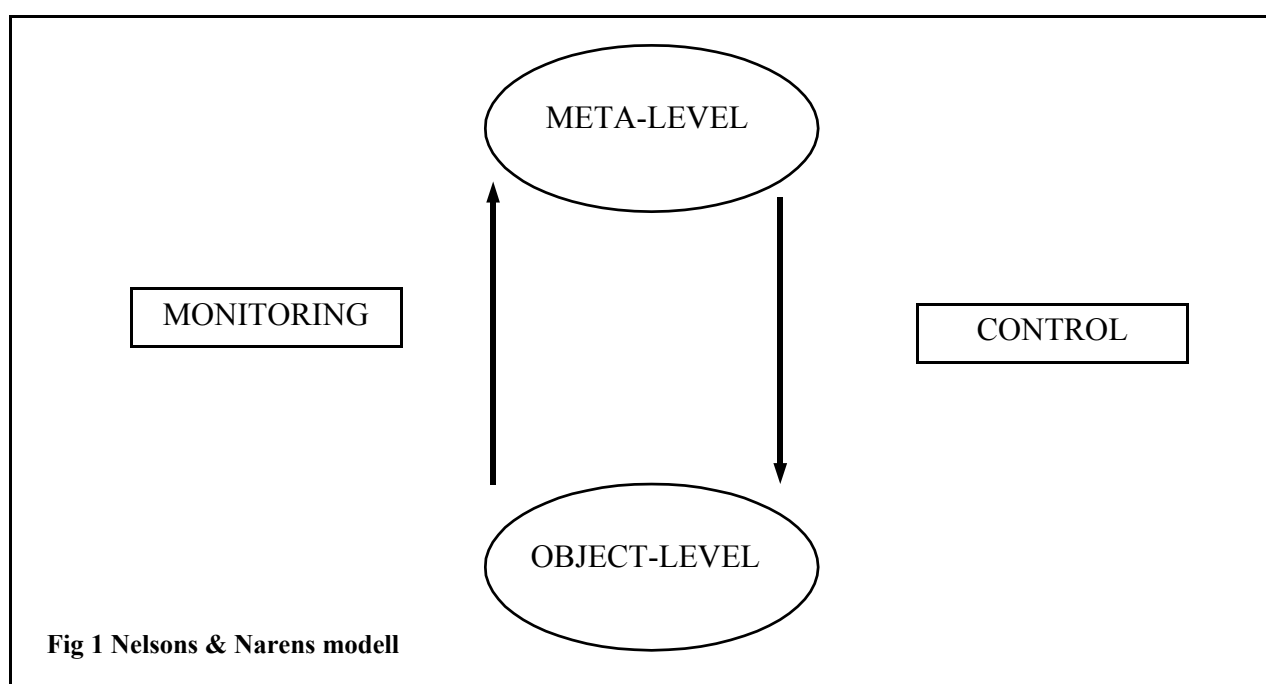 META-LEVEL
MONITORING
CONTROL
OBJECT-LEVEL
Fig 1 Nelsons & Narens modell